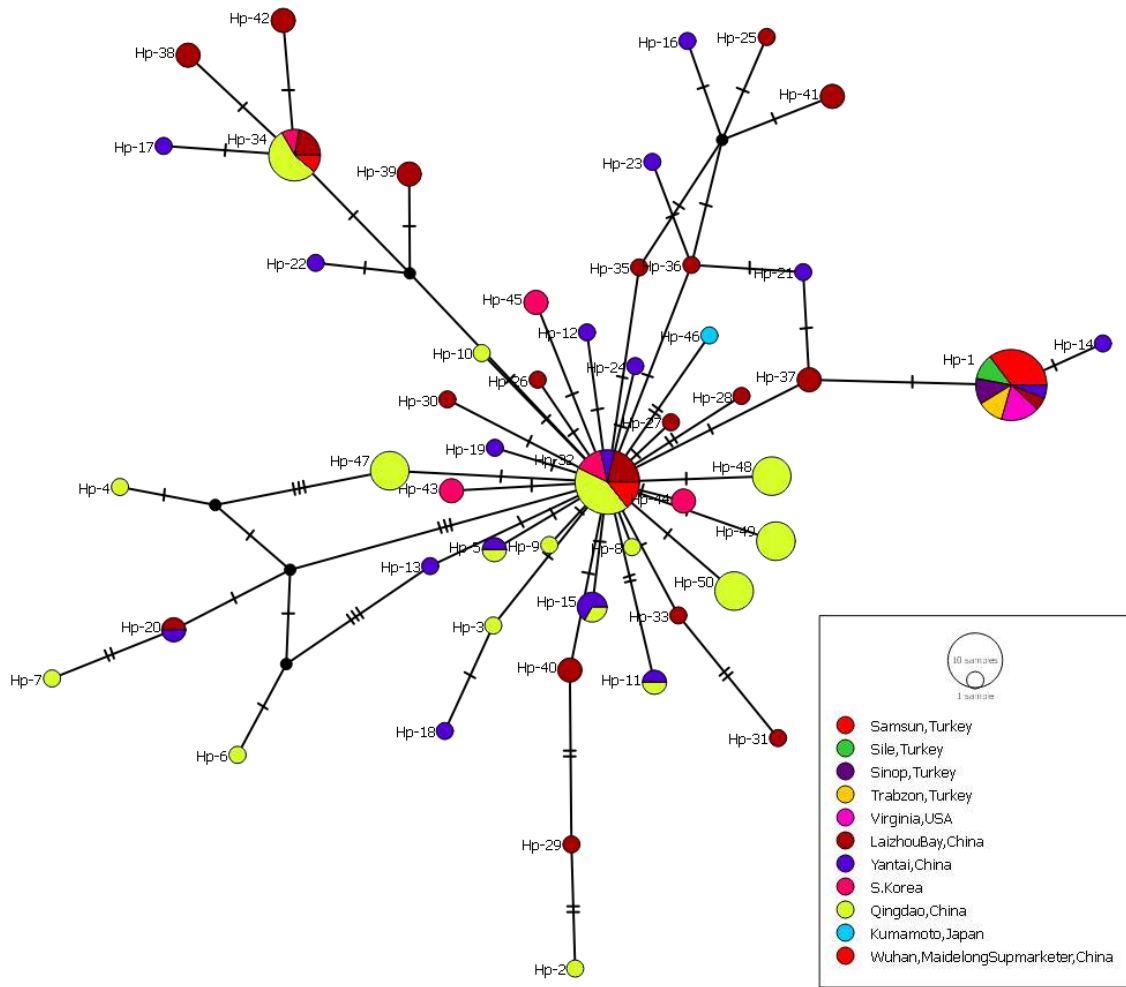 Hp-42
Hp-16
Hp-25
Hp-38
Hp-41
Hp-34
Hp-17
Hp-23
Hp-39
Hp-22
Hp-35
Hp-36
Hp-21
Hp-45
Hp-12
Hp-46
Hp-1
Hp-14
Hp-10
Hp-24
Hp-26
Hp-37
Hp-30
Hp-28
Hp-27
Hp-19
Hp-32
Hp-47
Hp-48
Hp-4
Hp-43
Hp-44
Hp-49
Hp-5
Hp-9
Hp-8
Hp-13
Hp-50
Hp-15
Hp-33
Hp-20
Hp-3
Hp-40
Hp-7
Hp-11
Hp-18
Hp-31
Hp-6
Hp-29
Hp-2
10 samples
1 sample
Samsun,Turkey
Sile,Turkey
Sinop,Turkey
Trabzon,Turkey
Virginia,USA
LaizhouBay,China
Yantai,China
S.Korea
Qingdao,China
Kumamoto,Japan
Wuhan,MaidelongSupmarketer,China